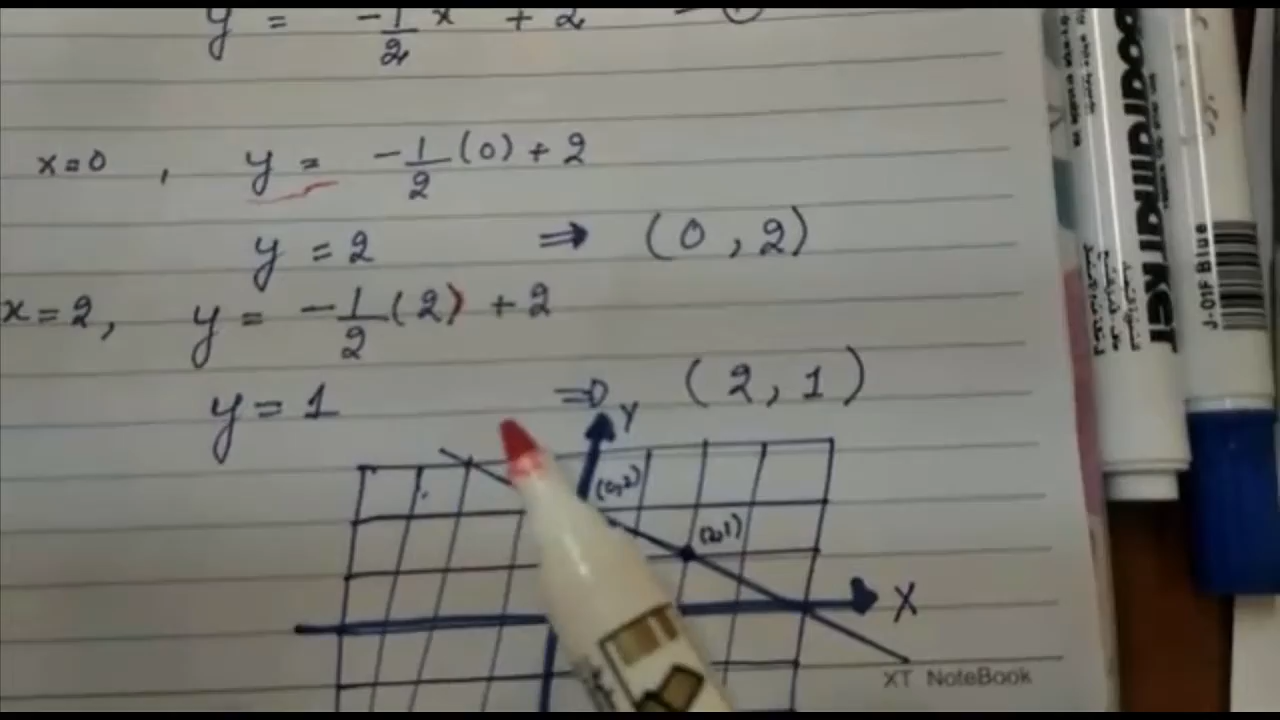 y = -1/2 x + 2
x=0 , y = -1/2 (0) + 2
y = 2 ⇒ (0 , 2)
x = 2, y = -1/2 (2) + 2
y = 1 ⇒ (2, 1)
Y
(0,2)
(2,1)
X
XT NoteBook
J-01F Blue